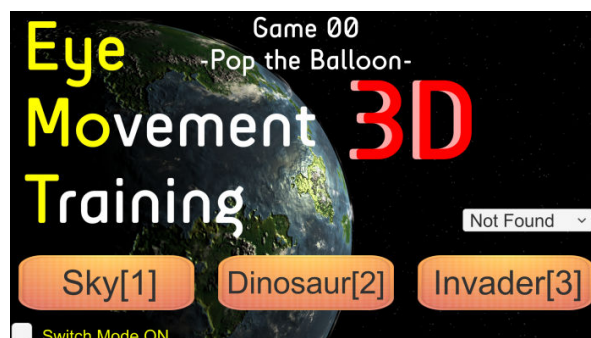 Game 00
-Pop the Balloon-
Eye
Movement 3D
Training
Not Found
Sky[1] Dinosaur[2] Invader[3]
Switch Mode ON